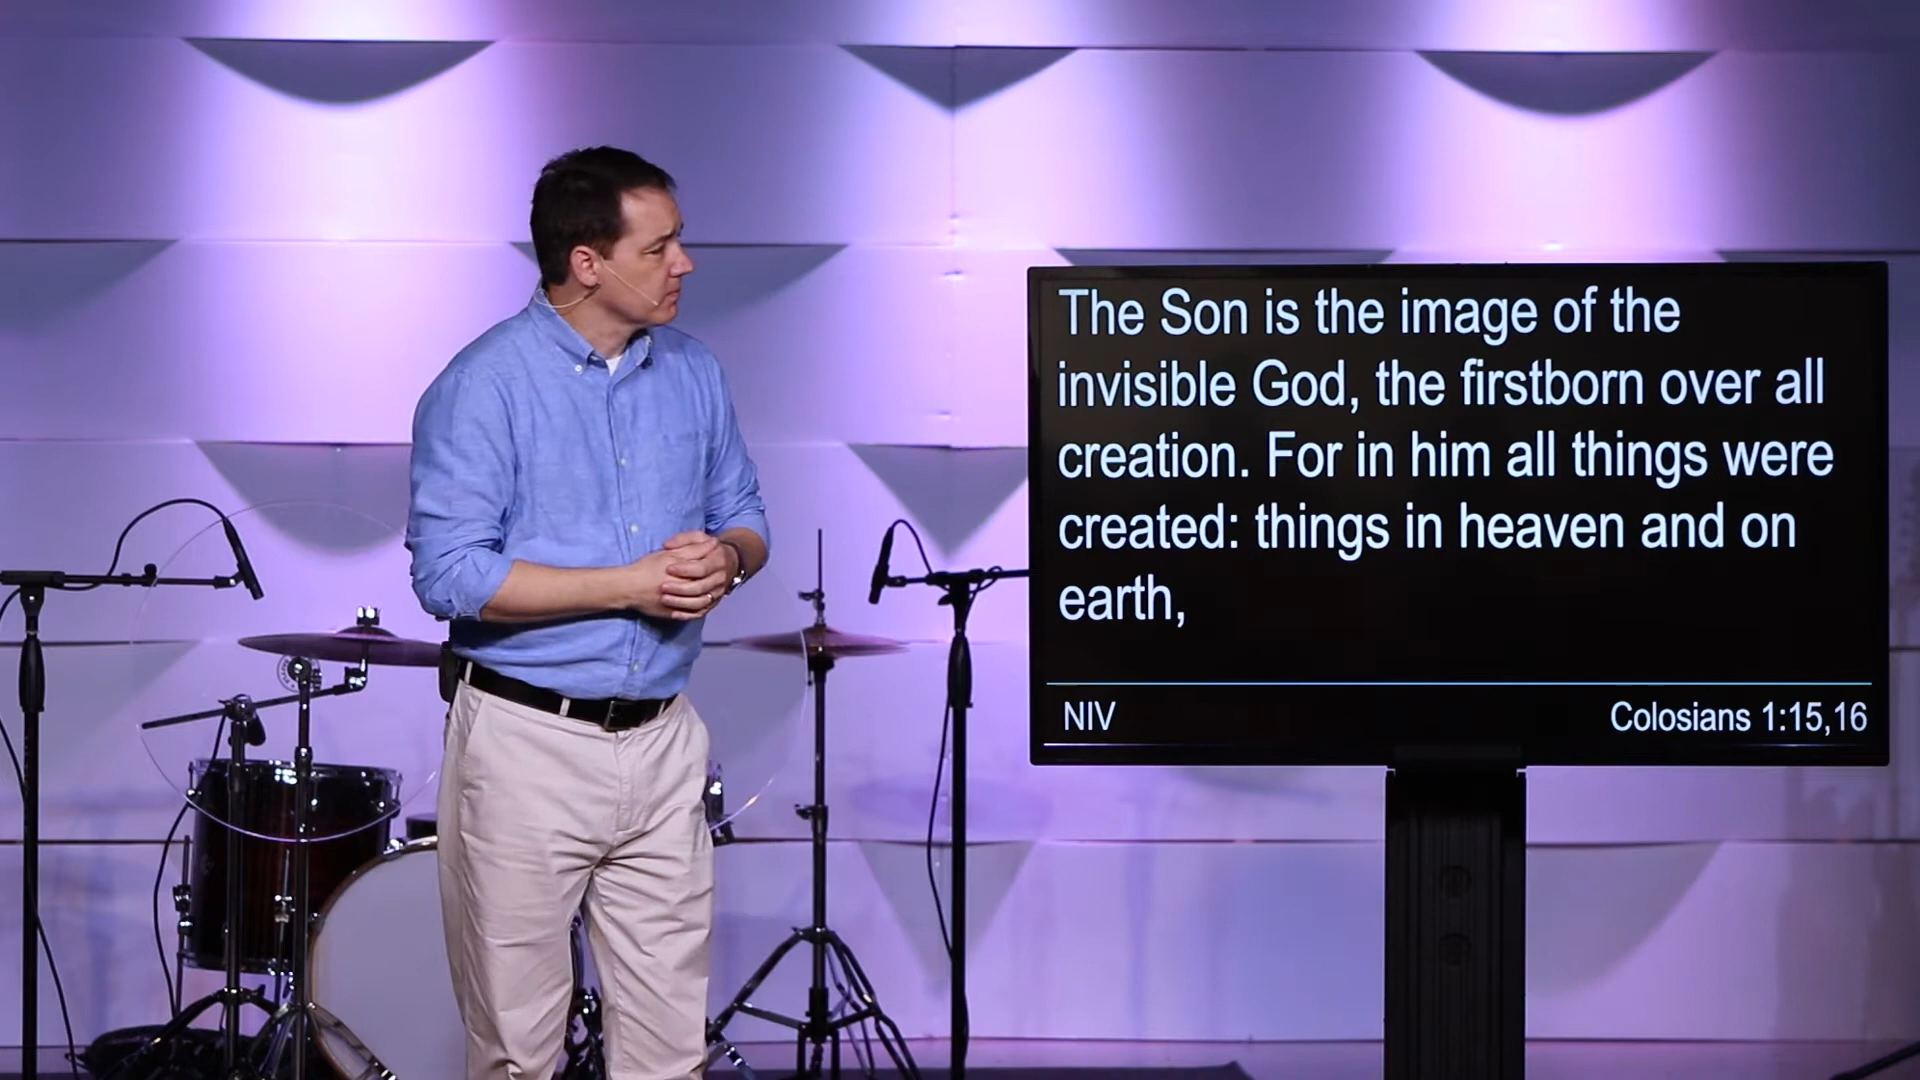 The Son is the image of the
invisible God, the firstborn over all
creation. For in him all things were
created: things in heaven and on
earth,
NIV
Colosians 1:15,16